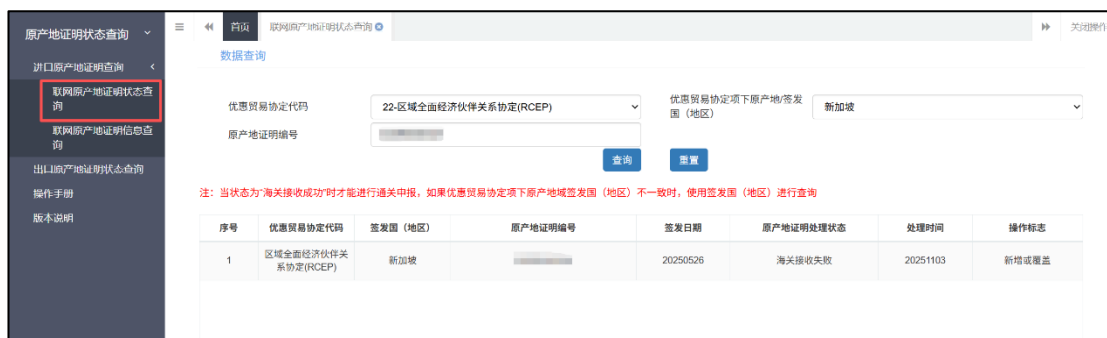 原产地证明状态查询
进口原产地证明查询
联网原产地证明状态查
询
联网原产地证明信息查
询
出口原产地证明状态查询
操作手册
版本说明
首页
联网原产地证明状态查询
关闭操作
数据查询
优惠贸易协定代码
22-区域全面经济伙伴关系协定(RCEP)
优惠贸易协定项下原产地/签发
国（地区）
新加坡
原产地证明编号
查询
重置
注：当状态为“海关接收成功”时才能进行通关申报，如果优惠贸易协定项下原产地域签发国（地区）不一致时，使用签发国（地区）进行查询
序号 优惠贸易协定代码 签发国（地区） 原产地证明编号 签发日期 原产地证明处理状态 处理时间 操作标志
1 区域全面经济伙伴关
系协定(RCEP) 新加坡 20250526 海关接收失败 20251103 新增或覆盖